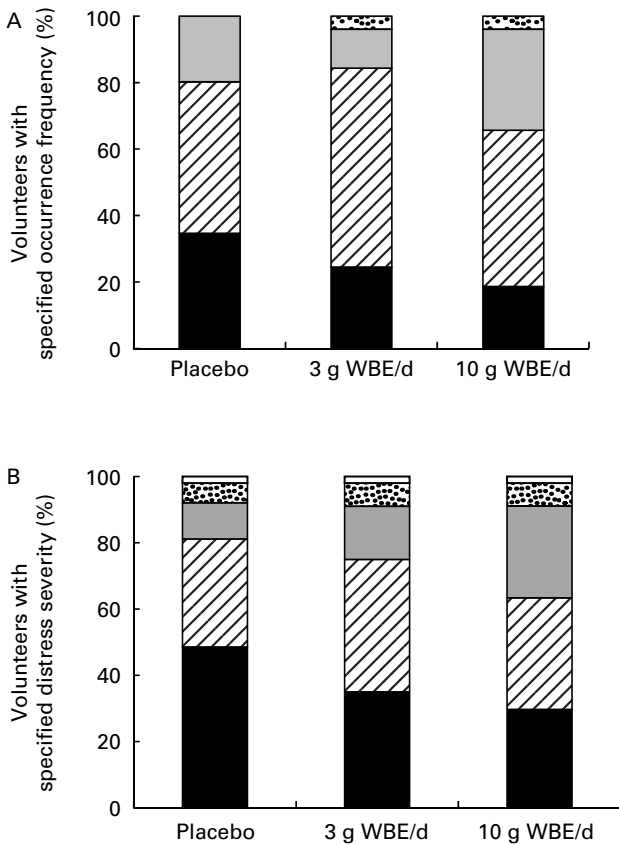 A
Volunteers with
specified occurrence frequency (%)
100
80
60
40
20
0
Placebo 3 g WBE/d 10 g WBE/d
B
Volunteers with
specified distress severity (%)
100
80
60
40
20
0
Placebo 3 g WBE/d 10 g WBE/d